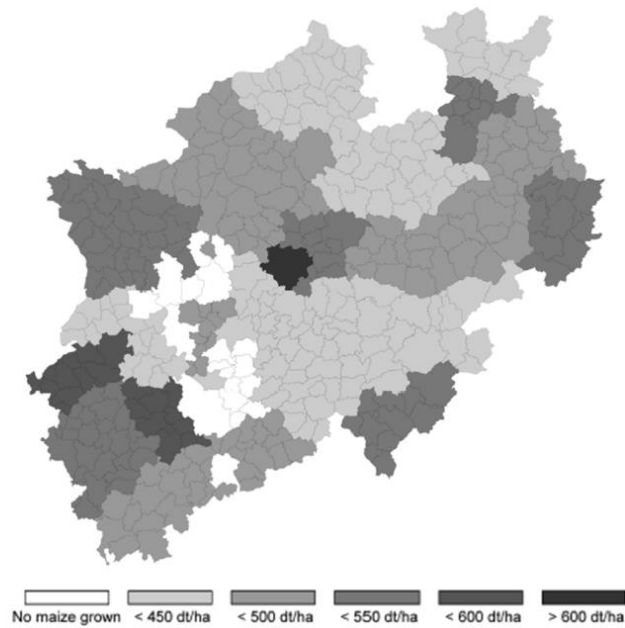 No maize grown
< 450 dt/ha
< 500 dt/ha
< 550 dt/ha
< 600 dt/ha
> 600 dt/ha